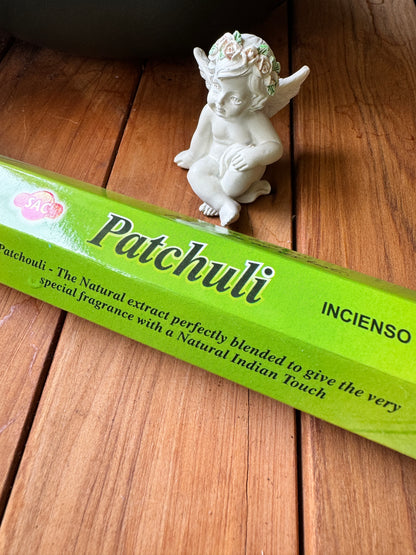 SAC
Patchuli
INCIENSO
Patchouli - The Natural extract perfectly blended to give the very
special fragrance with a Natural Indian Touch